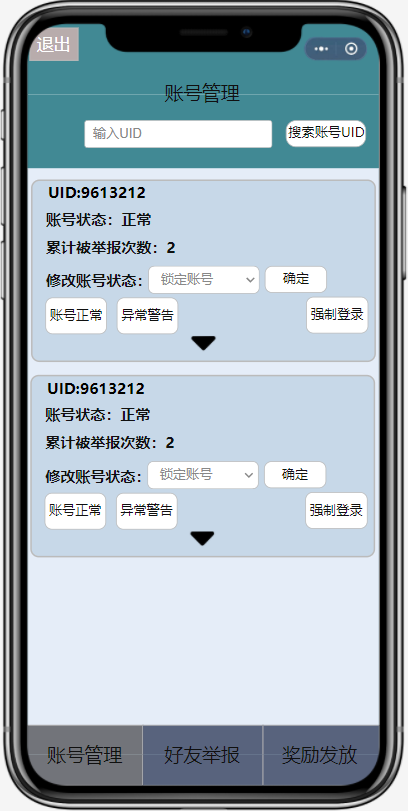 退出
账号管理
输入UID 搜索账号UID
UID:9613212
账号状态：正常
累计被举报次数：2
修改账号状态： 锁定账号 确定
账号正常 异常警告 强制登录
UID:9613212
账号状态：正常
累计被举报次数：2
修改账号状态： 锁定账号 确定
账号正常 异常警告 强制登录
账号管理 好友举报 奖励发放